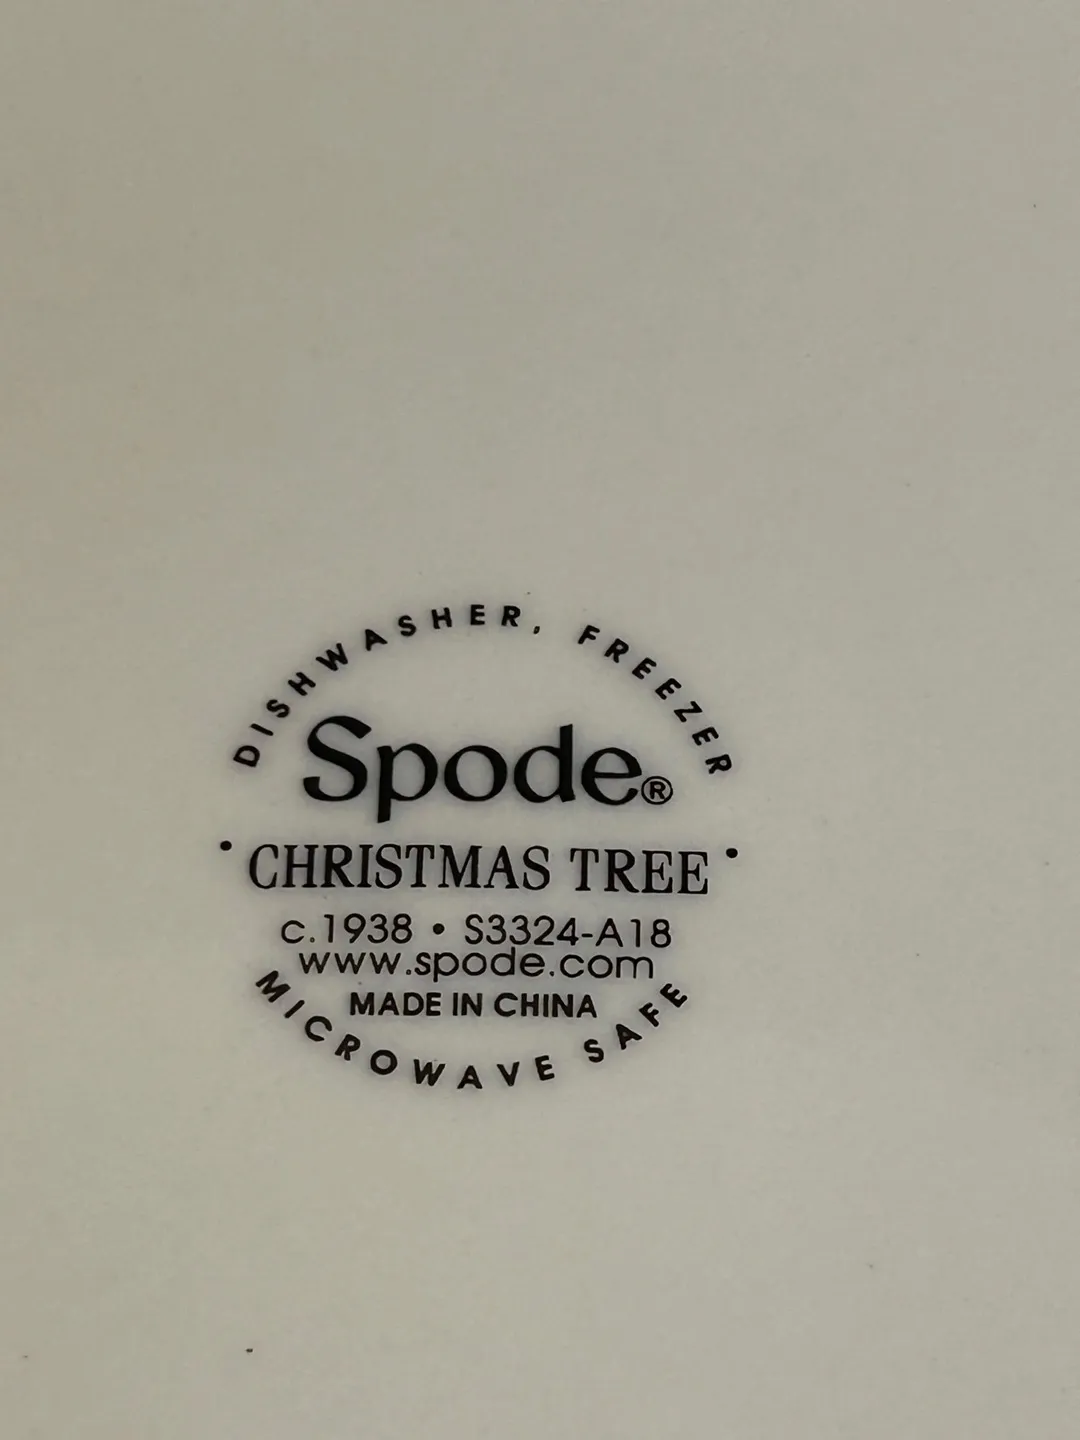 DISHWASHER, FREEZER
Spode®
• CHRISTMAS TREE •
c.1938 • S3324-A18
www.spode.com
MADE IN CHINA
MICROWAVE SAFE